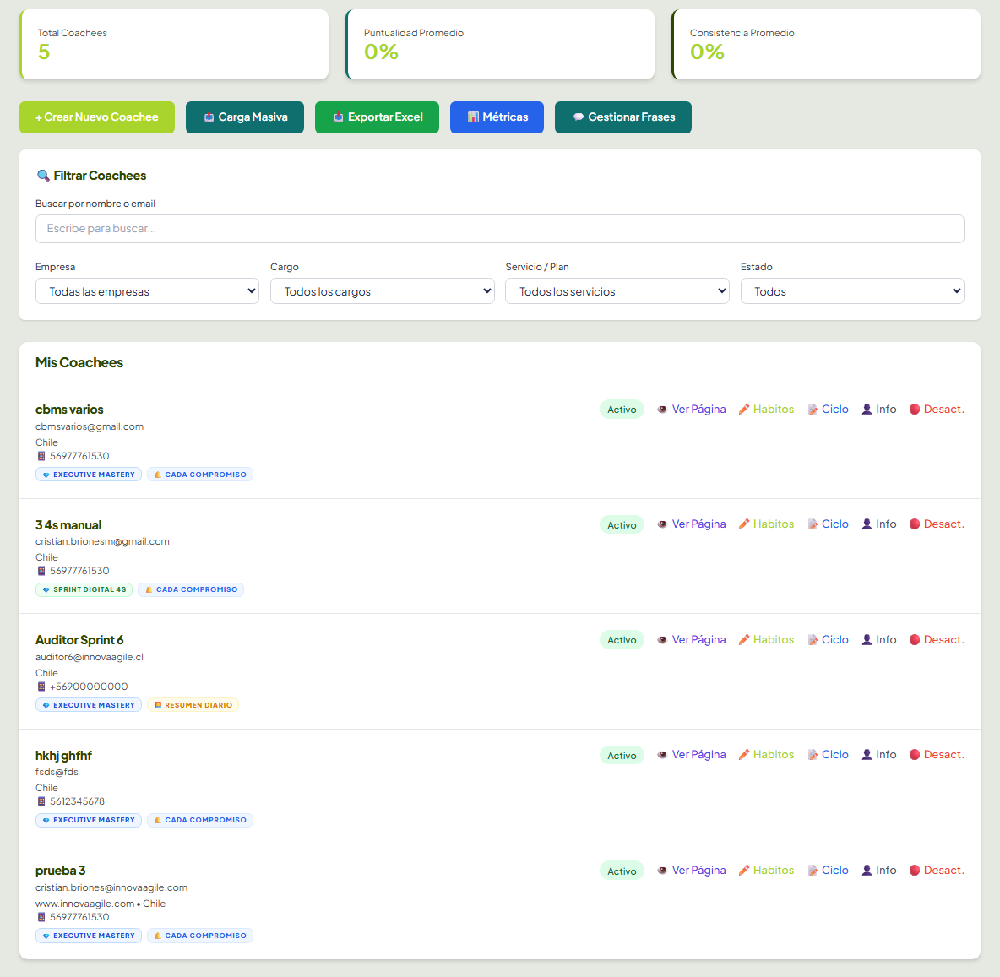 Total Coachees
5
Puntualidad Promedio
0%
Consistencia Promedio
0%
+ Crear Nuevo Coachee
Carga Masiva
Exportar Excel
Métricas
Gestionar Frases
Filtrar Coachees
Buscar por nombre o email
Escribe para buscar...
Empresa
Cargo
Servicio / Plan
Estado
Todas las empresas
Todos los cargos
Todos los servicios
Todos
Mis Coachees
cbms varios
Activo Ver Página Habitos Ciclo Info Desact.
cbmsvarios@gmail.com
Chile
56977761530
EXECUTIVE MASTERY CADA COMPROMISO
3 4s manual
Activo Ver Página Habitos Ciclo Info Desact.
cristian.brionesm@gmail.com
Chile
56977761530
SPRINT DIGITAL 4S CADA COMPROMISO
Auditor Sprint 6
Activo Ver Página Habitos Ciclo Info Desact.
auditor6@innovaagile.cl
Chile
+56900000000
EXECUTIVE MASTERY RESUMEN DIARIO
hkhj ghfhf
Activo Ver Página Habitos Ciclo Info Desact.
fsds@fds
Chile
5612345678
EXECUTIVE MASTERY CADA COMPROMISO
prueba 3
Activo Ver Página Habitos Ciclo Info Desact.
cristian.briones@innovaagile.com
www.innovaagile.com • Chile
56977761530
EXECUTIVE MASTERY CADA COMPROMISO